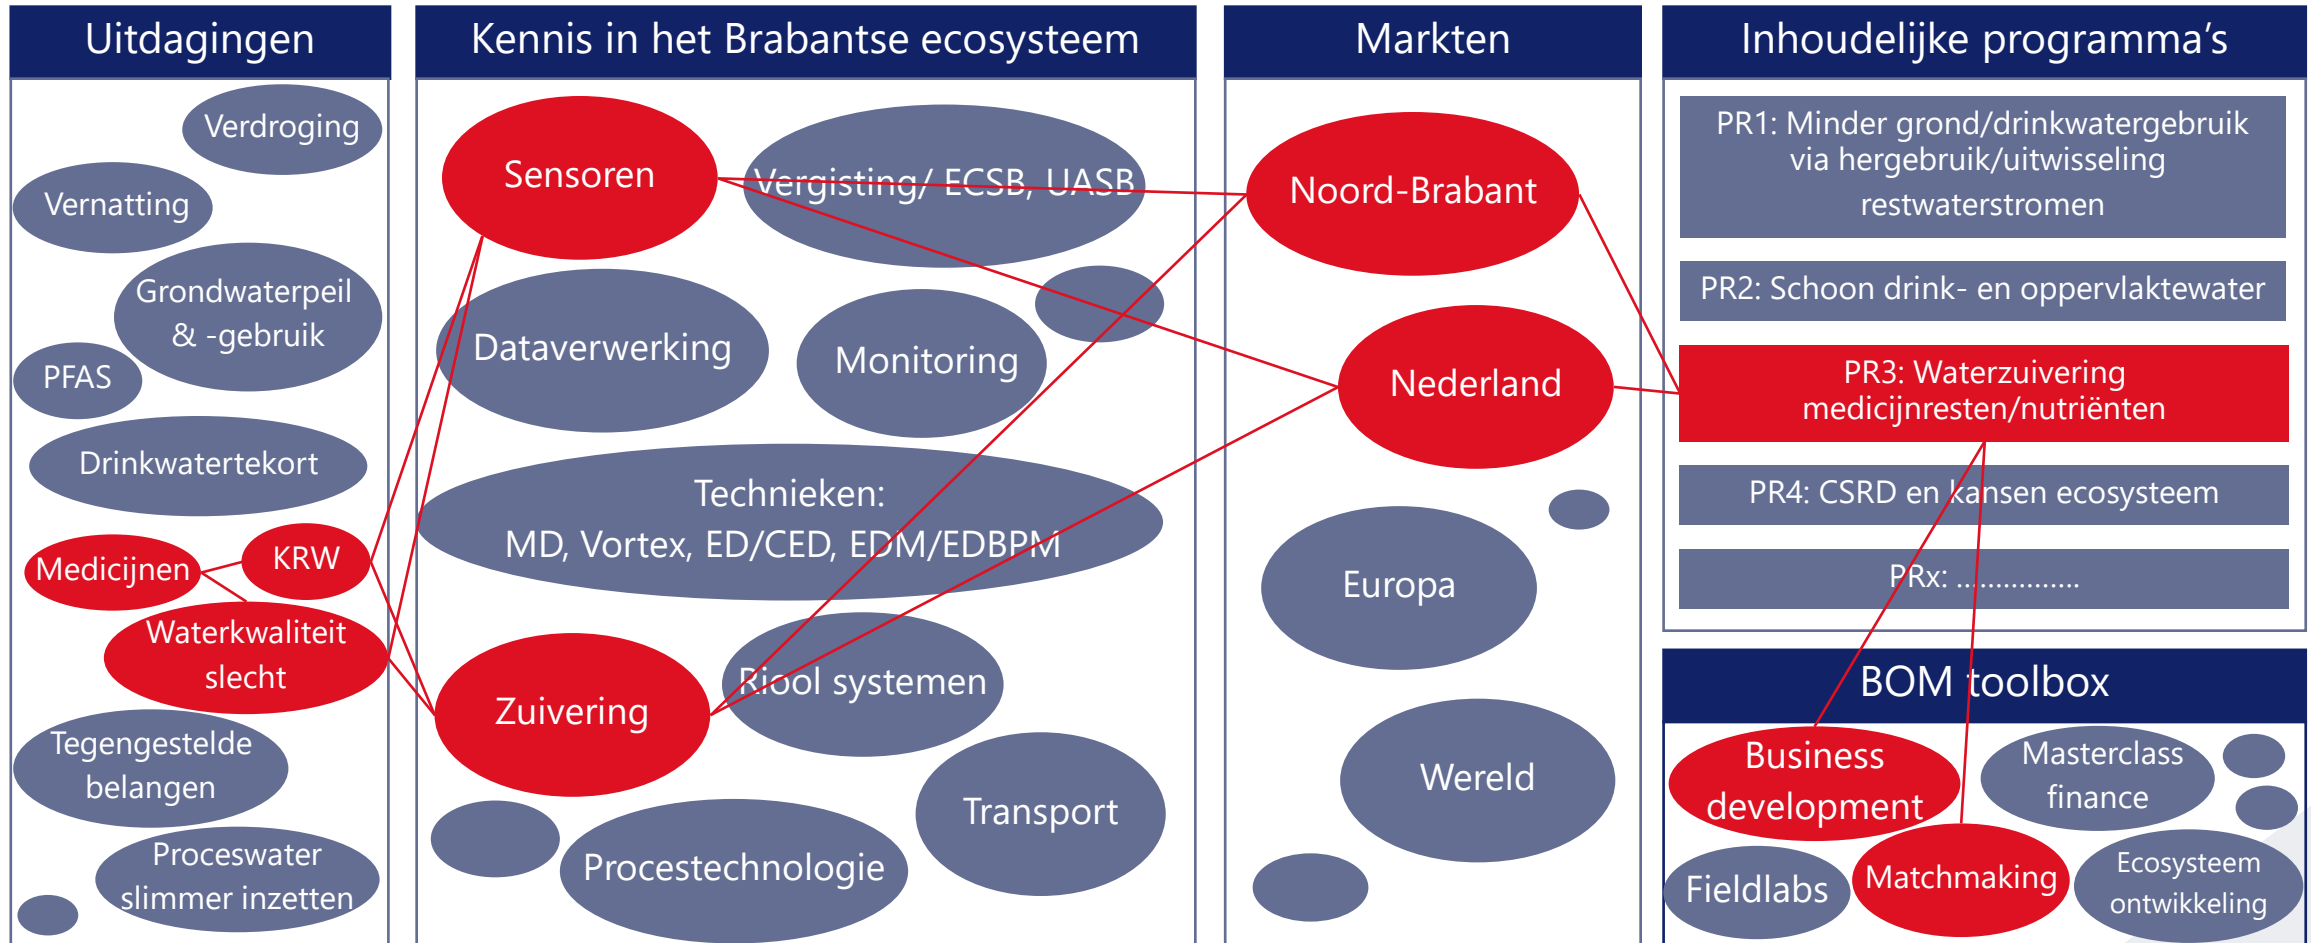 Uitdagingen
Verdroging
Vernatting
Grondwaterpeil
& -gebruik
PFAS
Drinkwatertekort
Medicijnen
KRW
Waterkwaliteit
slecht
Tegengestelde
belangen
Proceswater
slimmer inzetten
Kennis in het Brabantse ecosysteem
Sensoren
Vergisting/ ECSB, UASB
Dataverwerking
Monitoring
Technieken:
MD, Vortex, ED/CED, EDM/EDBPM
Zuivering
Riool systemen
Transport
Procestechnologie
Markten
Noord-Brabant
Nederland
Europa
Wereld
Inhoudelijke programma's
PR1: Minder grond/drinkwatergebruik
via hergebruik/uitwisseling
restwaterstromen
PR2: Schoon drink- en oppervlaktewater
PR3: Waterzuivering
medicijnresten/nutriënten
PR4: CSRD en kansen ecosysteem
PRx: ...............
BOM toolbox
Business
development
Masterclass
finance
Fieldlabs
Matchmaking
Ecosysteem
ontwikkeling